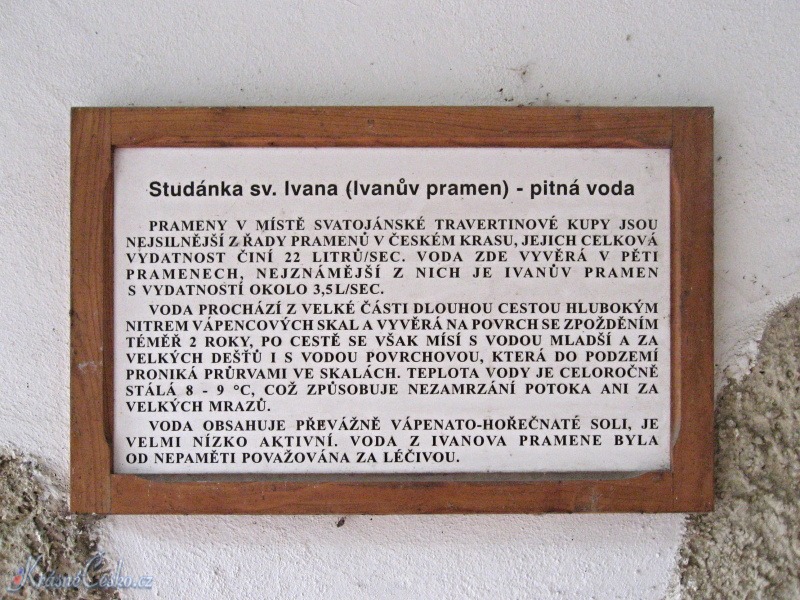 Studánka sv. Ivana (Ivanův pramen) - pitná voda
PRAMENY V MÍSTĚ SVATOJÁNSKÉ TRAVERTINOVÉ KUPY JSOU
NEJSILNĚJŠÍ Z ŘADY PRAMENŮ V ČESKÉM KRASU, JEJICH CELKOVÁ
VYDATNOST ČINÍ 22 LITRŮ/SEC. VODA ZDE VYVĚRÁ V PĚTI
PRAMENECH, NEJZNÁMĚJŠÍ Z NICH JE IVANŮV PRAMEN
S VYDATNOSTÍ OKOLO 3,5L/SEC.
VODA PROCHÁZÍ Z VELKÉ ČÁSTI DLOUHOU CESTOU HLUBOKÝM
NITREM VÁPENCOVÝCH SKAL A VYVĚRÁ NA POVRCH SE ZPOŽDĚNÍM
TÉMĚŘ 2 ROKY, PO CESTĚ SE VŠAK MÍSÍ S VODOU MLADŠÍ A ZA
VELKÝCH DEŠŤŮ I S VODOU POVRCHOVOU, KTERÁ DO PODZEMÍ
PRONIKÁ PRŮRVAMI VE SKALÁCH. TEPLOTA VODY JE CELOROČNĚ
STÁLÁ 8 - 9 °C, COŽ ZPŮSOBUJE NEZAMRZÁNÍ POTOKA ANI ZA
VELKÝCH MRAZŮ.
VODA OBSAHUJE PŘEVÁŽNĚ VÁPENATO-HOŘEČNATÉ SOLI, JE
VELMI NÍZKO AKTIVNÍ. VODA Z IVANOVA PRAMENE BYLA
OD NEPAMĚTI POVAŽOVÁNA ZA LÉČIVOU.
KrásnéČesko.cz